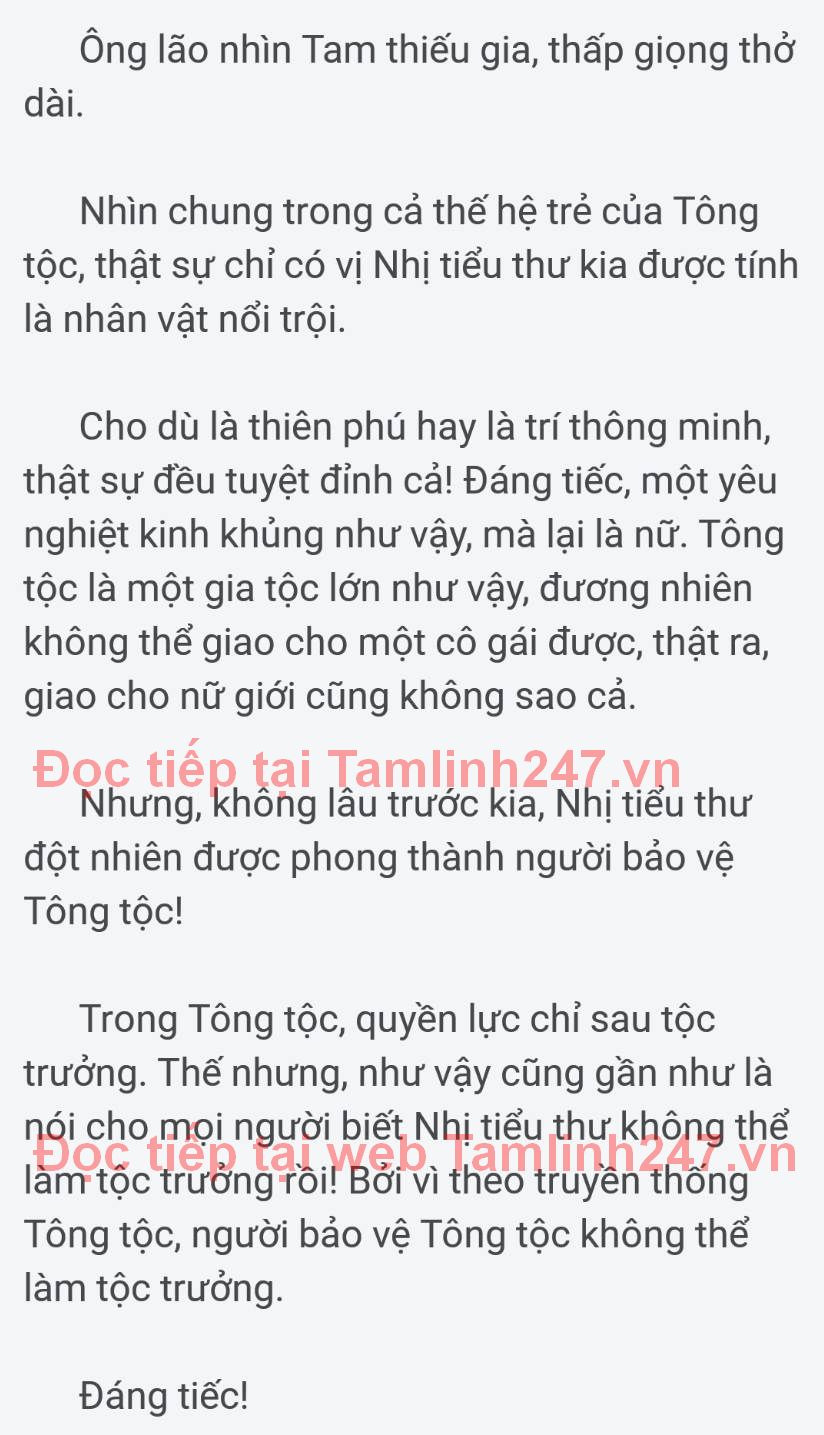 Ông lão nhìn Tam thiếu gia, thấp giọng thở
dài.
Nhìn chung trong cả thế hệ trẻ của Tông
tộc, thật sự chỉ có vị Nhị tiểu thư kia được tính
là nhân vật nổi trội.
Cho dù là thiên phú hay là trí thông minh,
thật sự đều tuyệt đỉnh cả! Đáng tiếc, một yêu
nghiệt kinh khủng như vậy, mà lại là nữ. Tông
tộc là một gia tộc lớn như vậy, đương nhiên
không thể giao cho một cô gái được, thật ra,
giao cho nữ giới cũng không sao cả.
Đọc tiếp tại Tamlinh247.vn
Nhưng, không lâu trước kia, Nhị tiểu thư
đột nhiên được phong thành người bảo vệ
Tông tộc!
Trong Tông tộc, quyền lực chỉ sau tộc
trưởng. Thế nhưng, như vậy cũng gần như là
nói cho mọi người biết Nhị tiểu thư không thể
Đọc tiếp tại web Tamlinh247.vn
làm tộc trưởng rồi! Bởi vì theo truyền thống
Tông tộc, người bảo vệ Tông tộc không thể
làm tộc trưởng.
Đáng tiếc!